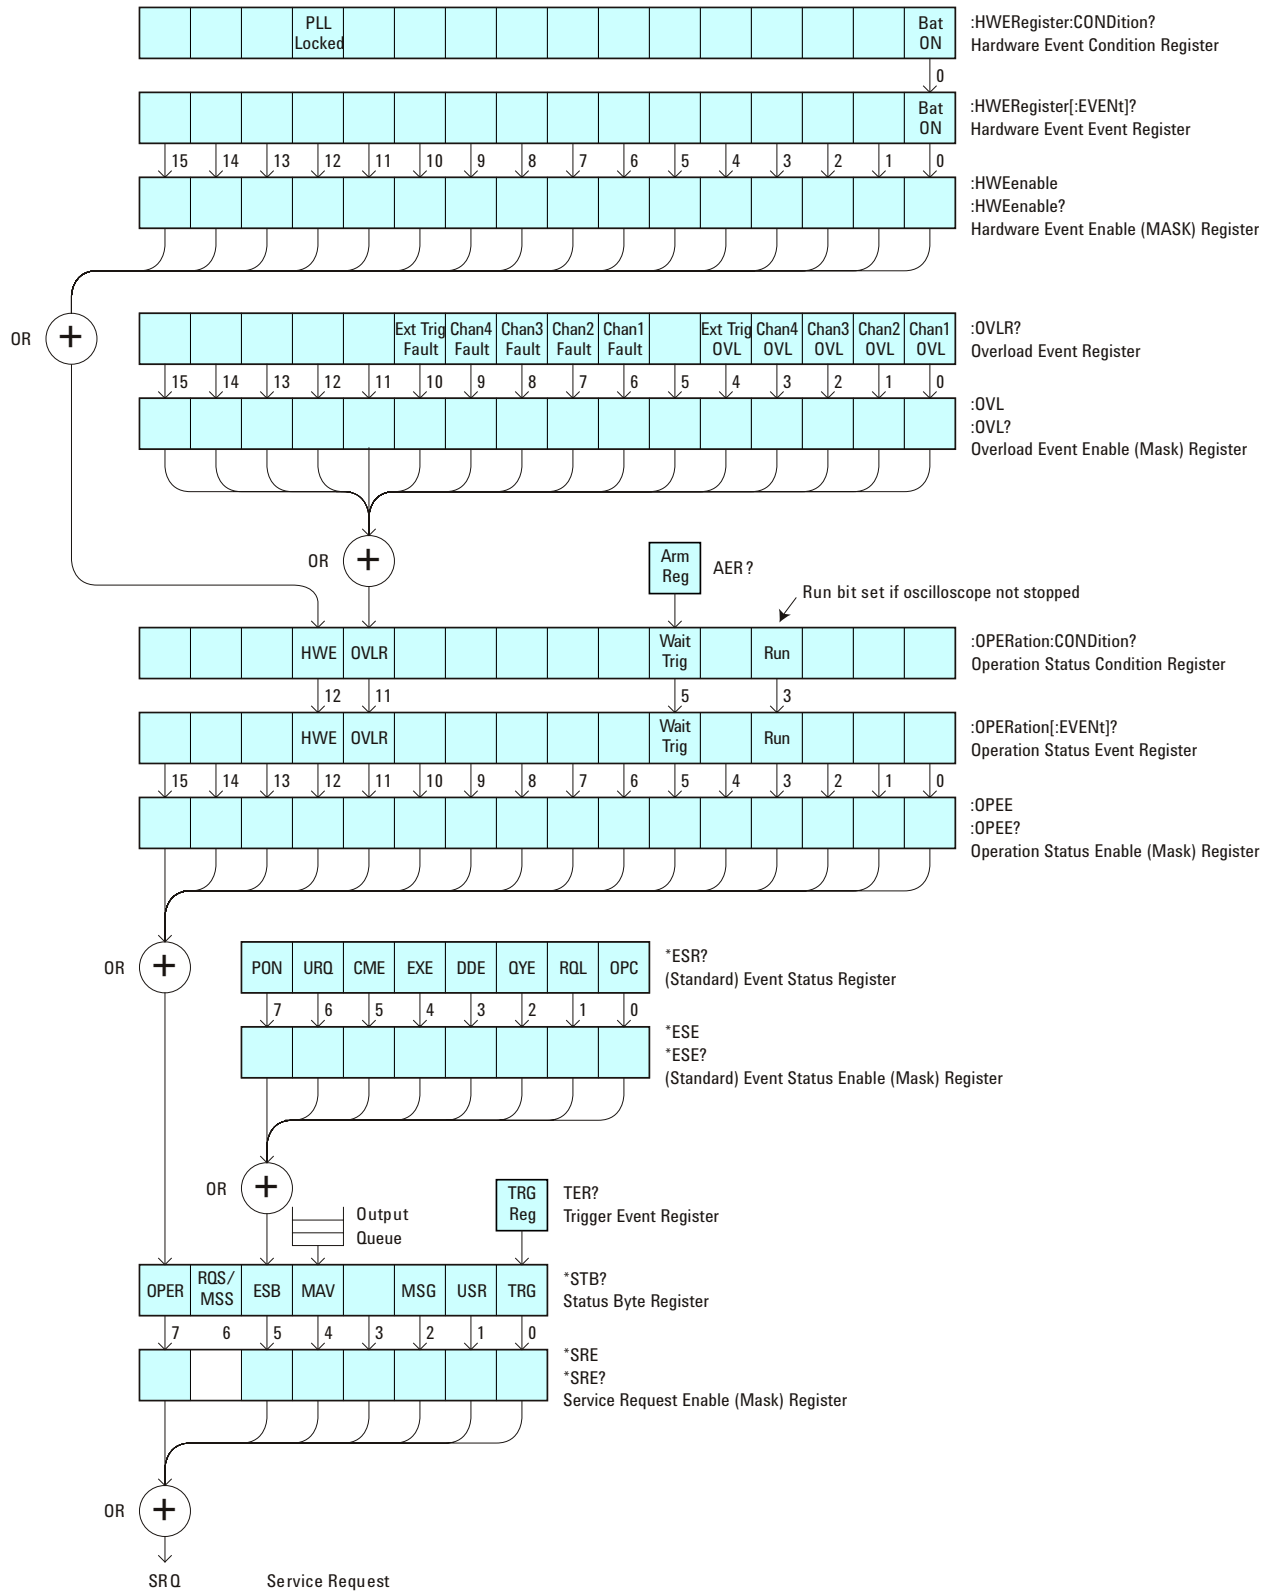 PLL
Locked
Bat
ON
:HWERegister:CONDition?
Hardware Event Condition Register
0
Bat
ON
:HWERegister[:EVENt]?
Hardware Event Event Register
15 14 13 12 11 10 9 8 7 6 5 4 3 2 1 0
:HWEenable
:HWEenable?
Hardware Event Enable (MASK) Register
OR
+
Ext Trig Chan4 Chan3 Chan2 Chan1 Ext Trig Chan4 Chan3 Chan2 Chan1
Fault Fault Fault Fault Fault OVL OVL OVL OVL OVL
:OVLR?
Overload Event Register
15 14 13 12 11 10 9 8 7 6 5 4 3 2 1 0
:OVL
:OVL?
Overload Event Enable (Mask) Register
OR
+
Arm
Reg
AER?
Run bit set if oscilloscope not stopped
HWE OVLR
Wait
Trig
Run
:OPERation:CONDition?
Operation Status Condition Register
12 11 5 3
HWE OVLR
Wait
Trig
Run
:OPERation[:EVENt]?
Operation Status Event Register
15 14 13 12 11 10 9 8 7 6 5 4 3 2 1 0
:OPEE
:OPEE?
Operation Status Enable (Mask) Register
OR
+
PON URQ CME EXE DDE QYE RQL OPC
*ESR?
(Standard) Event Status Register
7 6 5 4 3 2 1 0
*ESE
*ESE?
(Standard) Event Status Enable (Mask) Register
OR
+
Output
Queue
TRG
Reg
TER?
Trigger Event Register
OPER
RQS/
MSS
ESB MAV MSG USR TRG
*STB?
Status Byte Register
7 6 5 4 3 2 1 0
*SRE
*SRE?
Service Request Enable (Mask) Register
OR
+
SRQ
Service Request